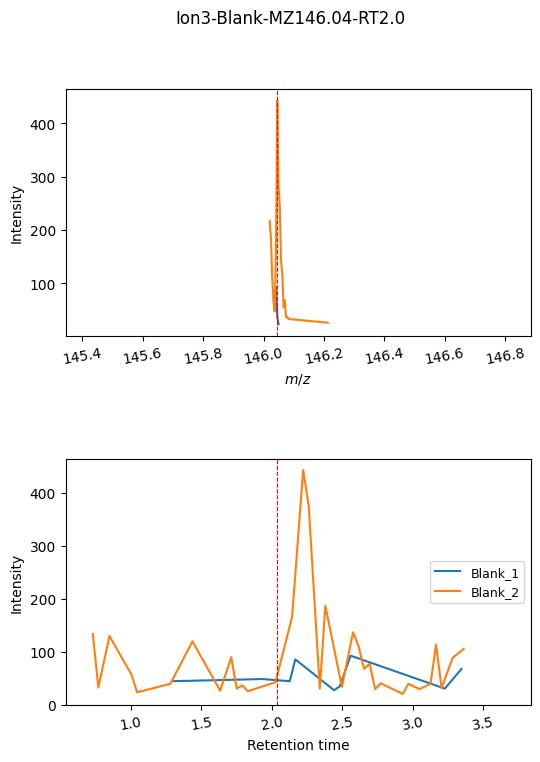 Ion3-Blank-MZ146.04-RT2.0
400
300
200
100
Intensity
145.4 145.6 145.8 146.0 146.2 146.4 146.6 146.8
m/z
400
300
200
100
0
Intensity
Blank_1
Blank_2
1.0 1.5 2.0 2.5 3.0 3.5
Retention time